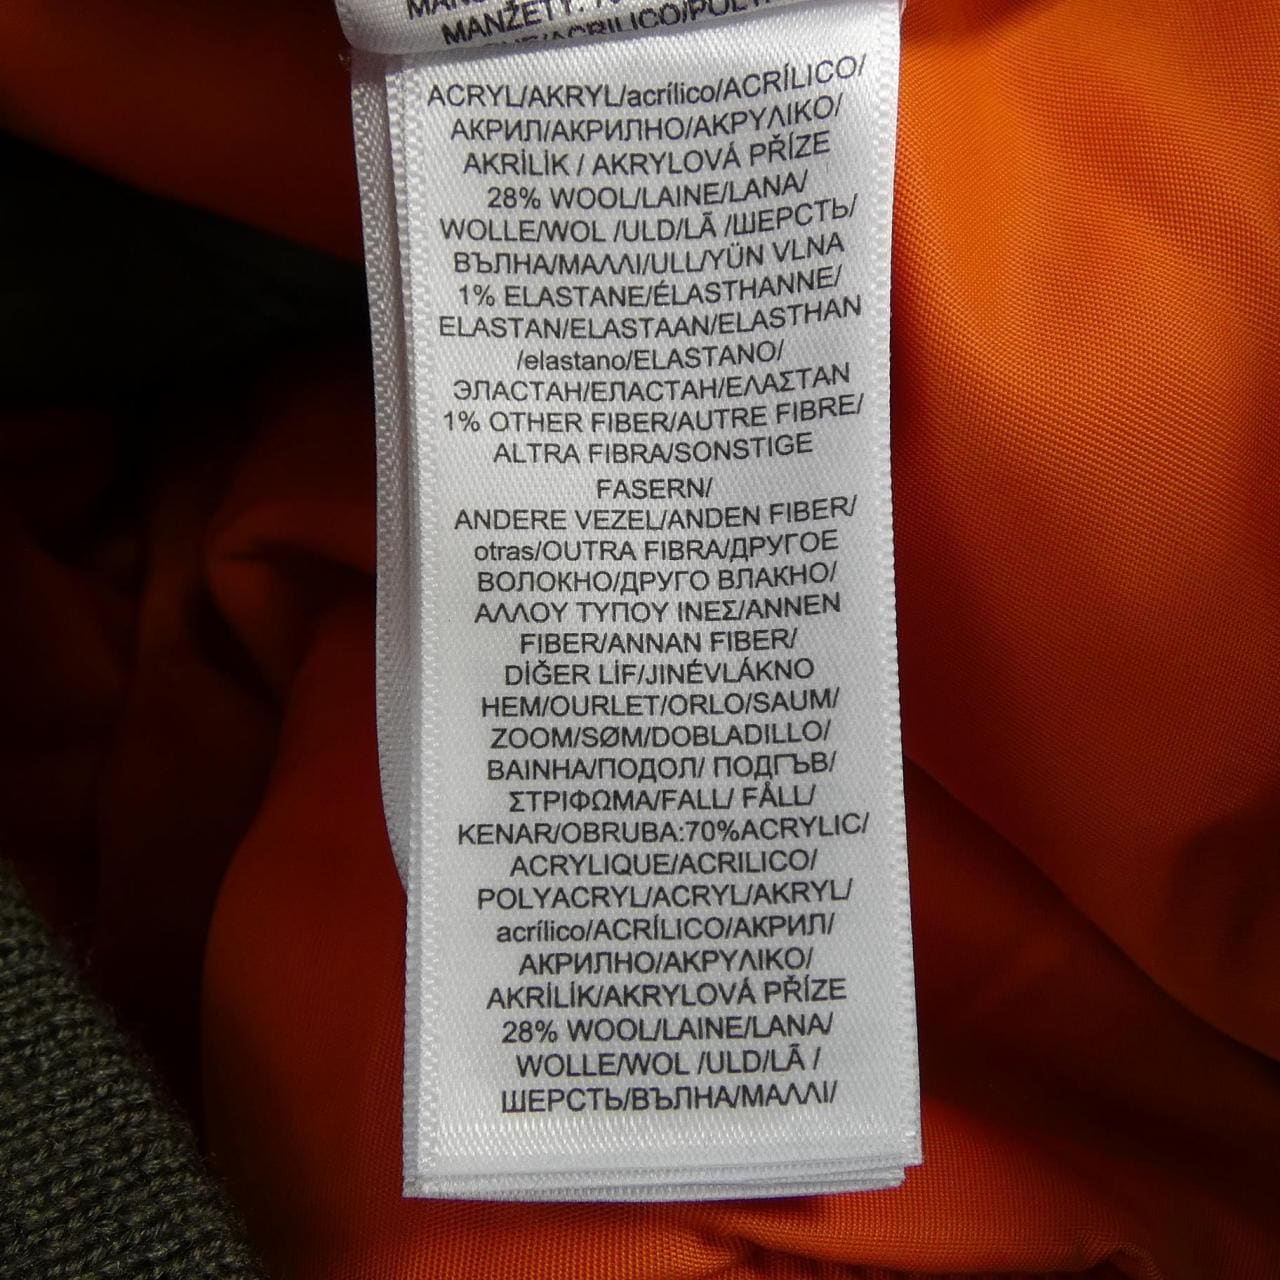 MANŽETY:
ACRYL/AKRYL/acrílico/ACRÍLICO/
АКРИЛ/АКРИЛНО/ΑΚΡΥΛΙΚΟ/
AKRİLİK / AKRYLOVÁ PŘÍZE
28% WOOL/LAINE/LANA/
WOLLE/WOL /ULD/LÃ /ШЕРСТЬ/
ВЪЛНА/ΜΑΛΛΙ/ULL/YÜN VLNA
1% ELASTANE/ÉLASTHANNE/
ELASTAN/ELASTAAN/ELASTHAN
/elastano/ELASTANO/
ЭЛАСТАН/ЕЛАСТАН/ΕΛΑΣΤΑΝ
1% OTHER FIBER/AUTRE FIBRE/
ALTRA FIBRA/SONSTIGE
FASERN/
ANDERE VEZEL/ANDEN FIBER/
otras/OUTRA FIBRA/ДРУГОЕ
ВОЛОКНО/ДРУГО ВЛАКНО/
ΑΛΛΟΥ ΤΥΠΟΥ ΙΝΕΣ/ANNEN
FIBER/ANNAN FIBER/
DİĞER LİF/JINÉVLÁKNO
HEM/OURLET/ORLO/SAUM/
ZOOM/SØM/DOBLADILLO/
BAINHA/ПОДОЛ/ ПОДГЪВ/
ΣΤΡΙΦΩΜΑ/FALL/ FÅLL/
KENAR/OBRUBA:70%ACRYLIC/
ACRYLIQUE/ACRILICO/
POLYACRYL/ACRYL/AKRYL/
acrílico/ACRÍLICO/АКРИЛ/
АКРИЛНО/ΑΚΡΥΛΙΚΟ/
AKRİLİK/AKRYLOVÁ PŘÍZE
28% WOOL/LAINE/LANA/
WOLLE/WOL /ULD/LÃ /
ШЕРСТЬ/ВЪЛНА/ΜΑΛΛΙ/